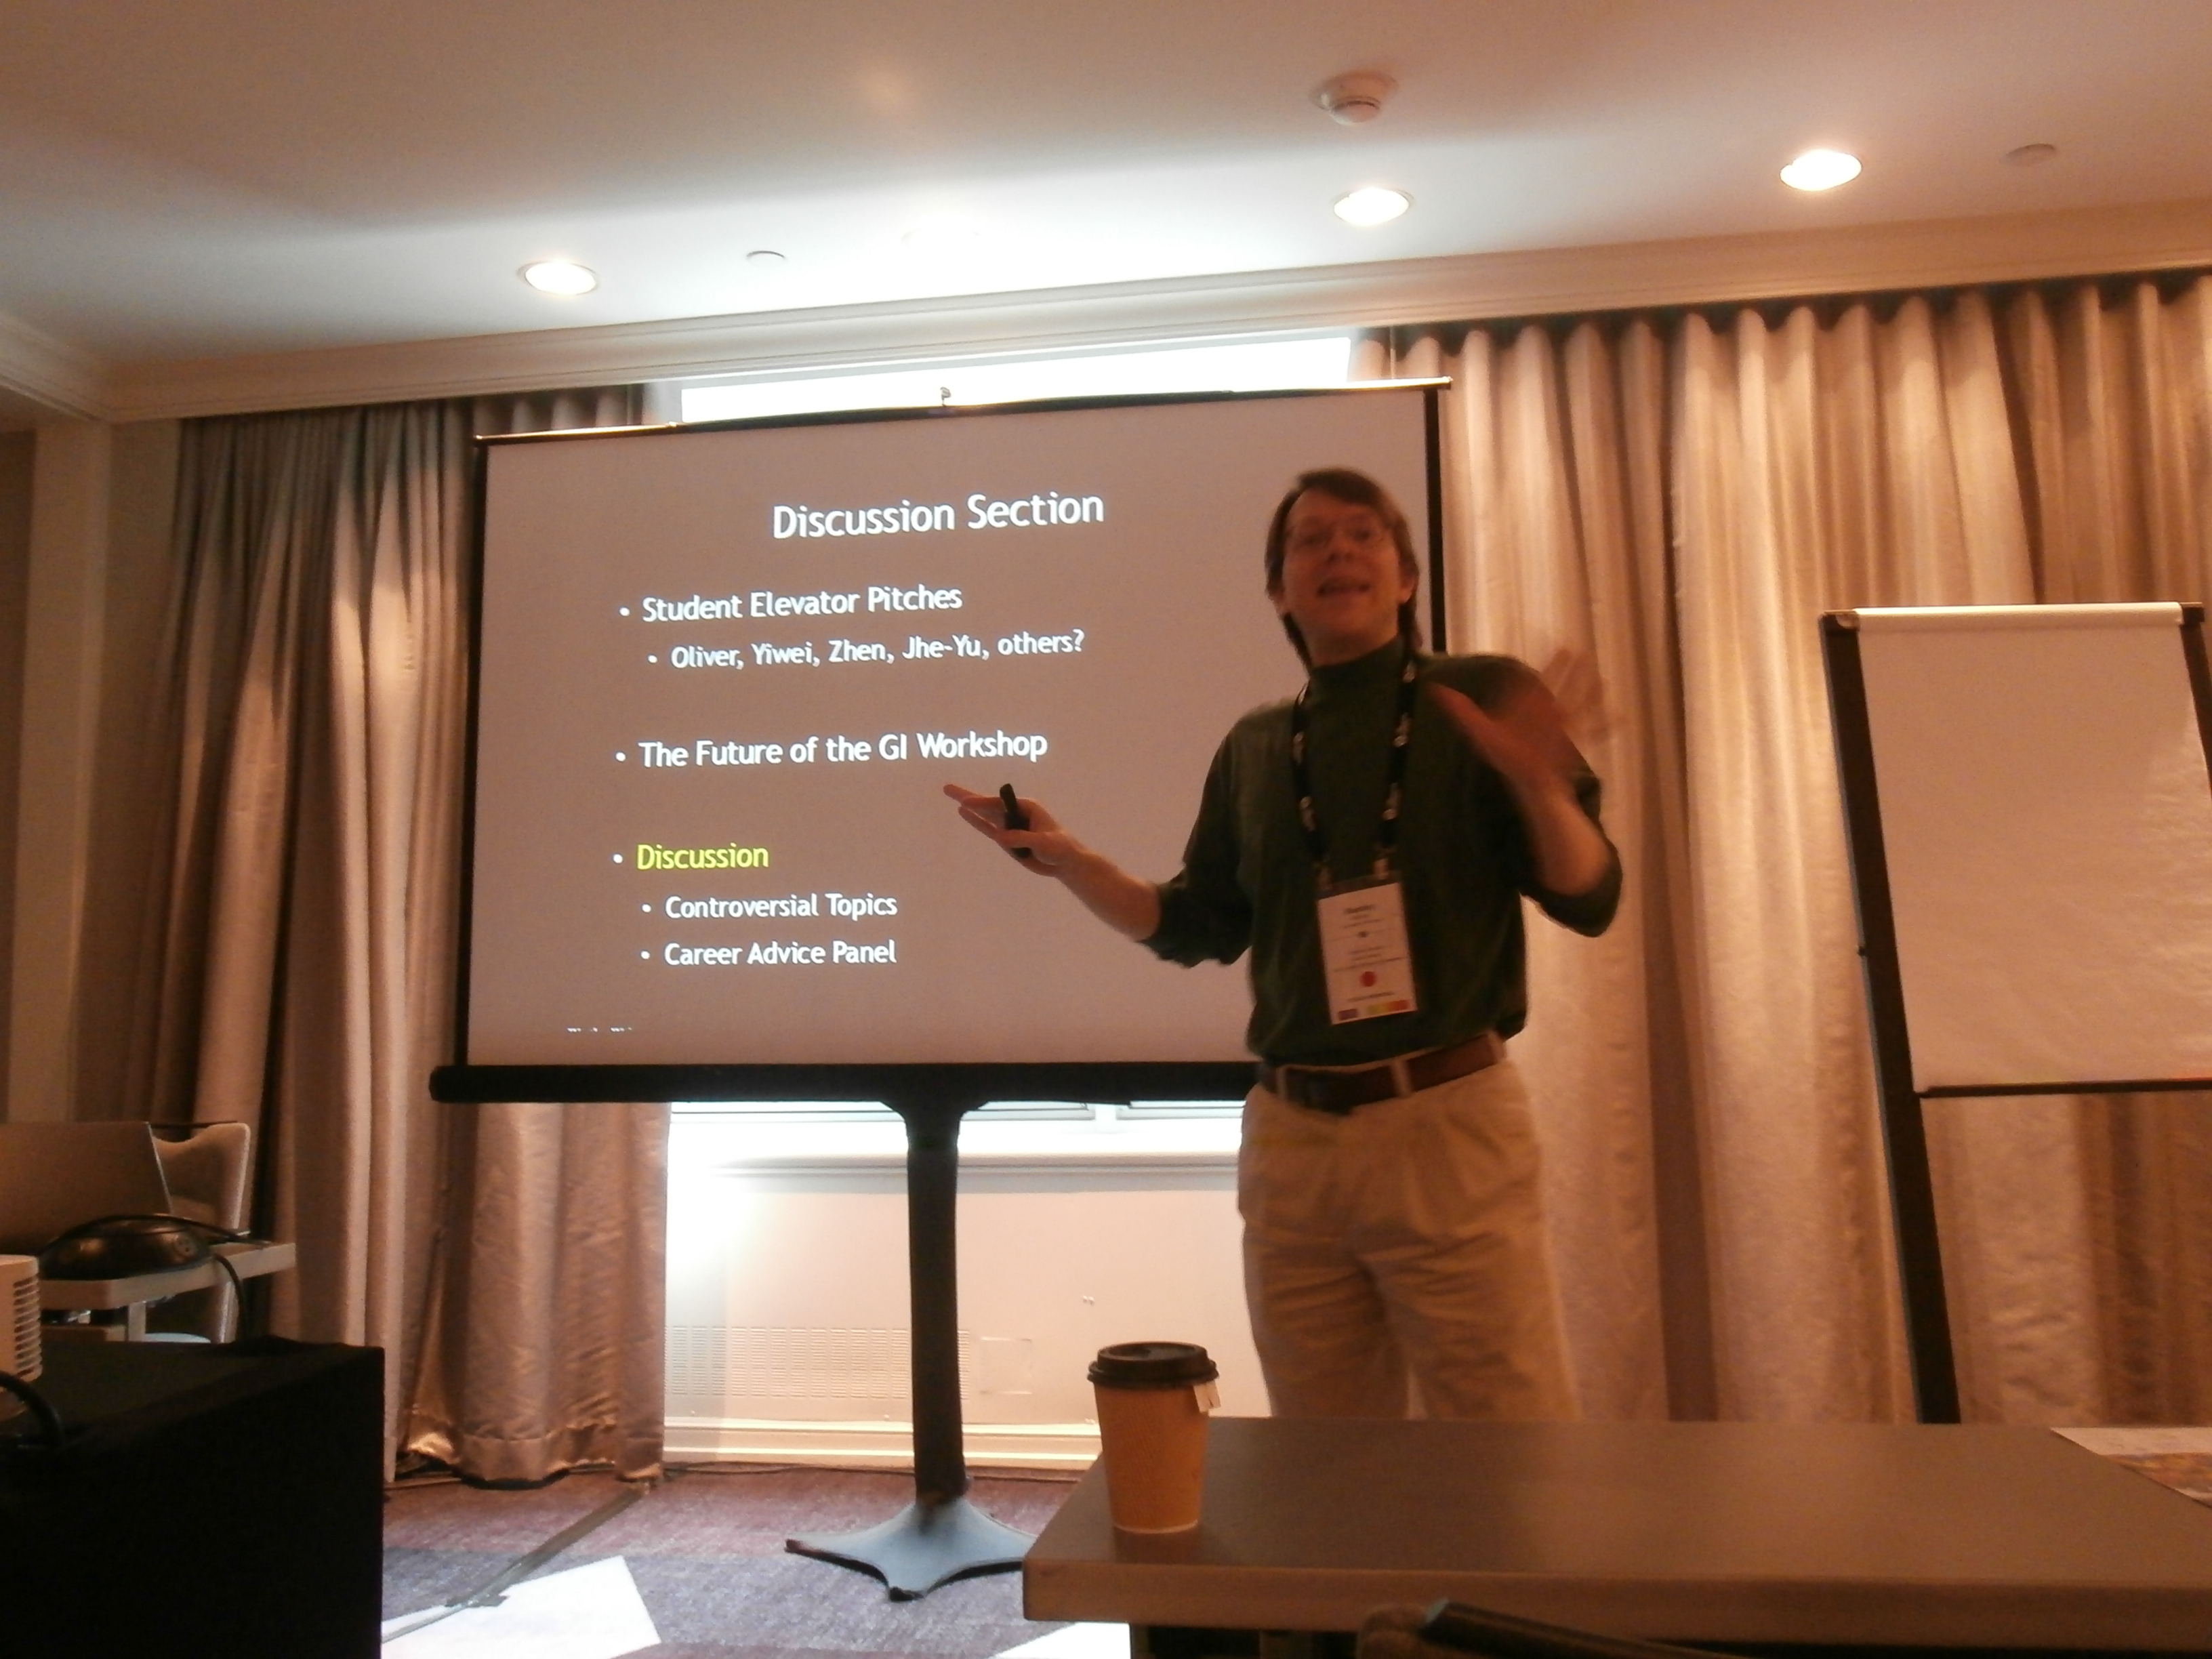 Discussion Section
• Student Elevator Pitches
• Oliver, Yiwei, Zhen, Jhe-Yu, others?
• The Future of the GI Workshop
• Discussion
• Controversial Topics
• Career Advice Panel